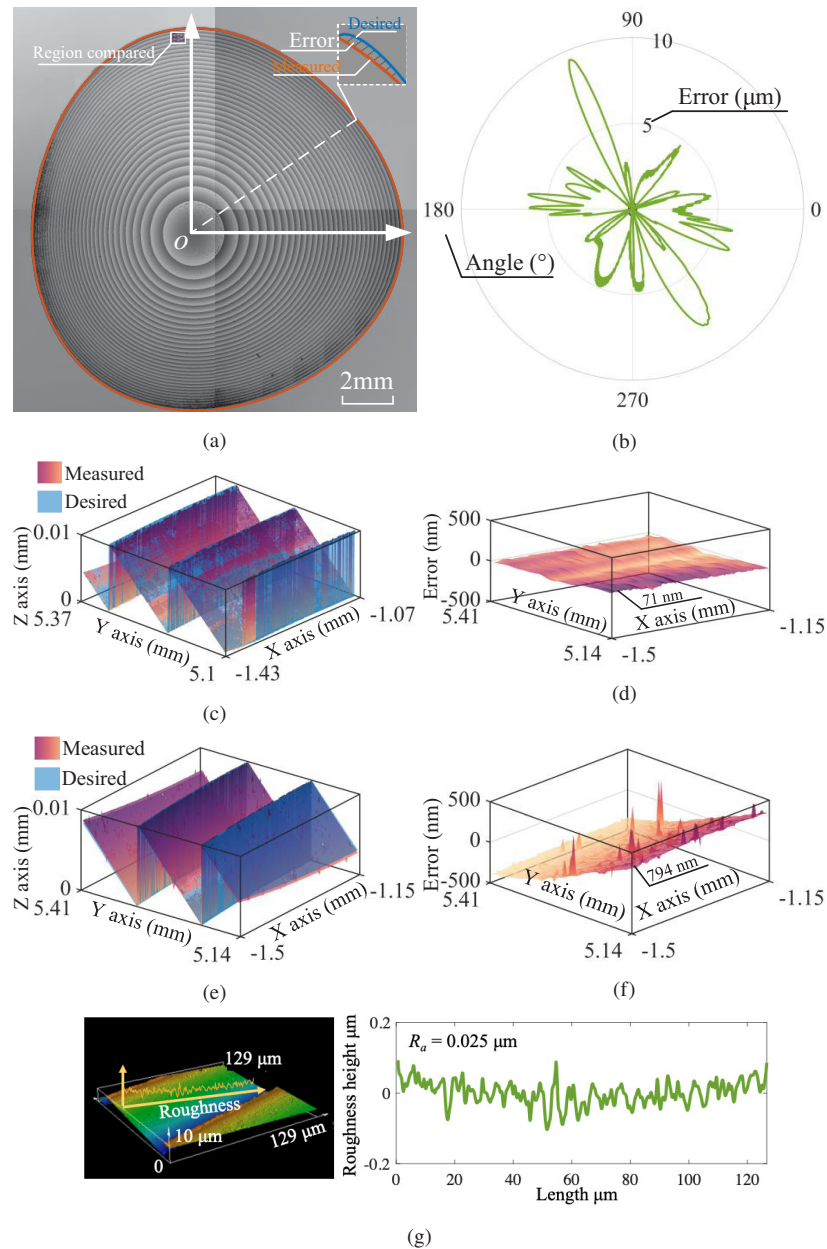 Region compared
Desired
Error
Measured
O
2mm
(a)
90
10
Error (μm)
5
180
0
Angle (°)
270
(b)
Measured
Desired
0.01
Z axis (mm)
0
5.37
Y axis (mm)
5.1
-1.43
X axis (mm)
-1.07
(c)
500
Error (nm)
0
-500
5.41
Y axis (mm)
5.14
-1.5
71 nm
X axis (mm)
-1.15
(d)
Measured
Desired
0.01
Z axis (mm)
0
5.41
Y axis (mm)
5.14
-1.5
X axis (mm)
-1.15
(e)
500
Error (nm)
0
-500
5.41
Y axis (mm)
5.14
-1.5
794 nm
X axis (mm)
-1.15
(f)
129 μm
Roughness
10 μm
0
129 μm
Roughness height μm
0.2
0
-0.2
Ra = 0.025 μm
0 20 40 60 80 100 120
Length μm
(g)